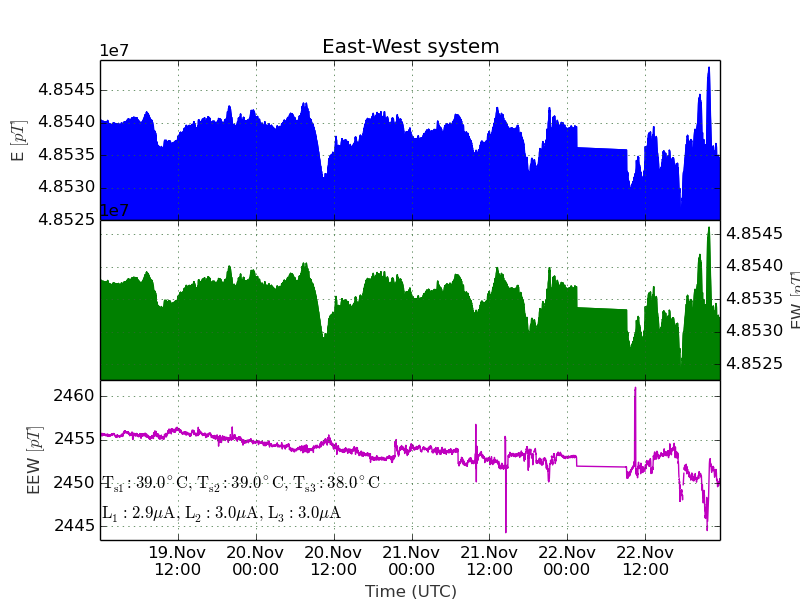 East-West system
1e7
4.8545
4.8540
4.8535
4.8530
4.8525
E [pT]
1e7
4.8545
4.8540
4.8535
4.8530
4.8525
EW [pT]
2460
2455
2450
2445
EEW [pT]
T_s1 : 39.0°C, T_s2 : 39.0°C, T_s3 : 38.0°C
L_1 : 2.9μA, L_2 : 3.0μA, L_3 : 3.0μA
19.Nov 12:00
20.Nov 00:00
20.Nov 12:00
21.Nov 00:00
21.Nov 12:00
22.Nov 00:00
22.Nov 12:00
Time (UTC)